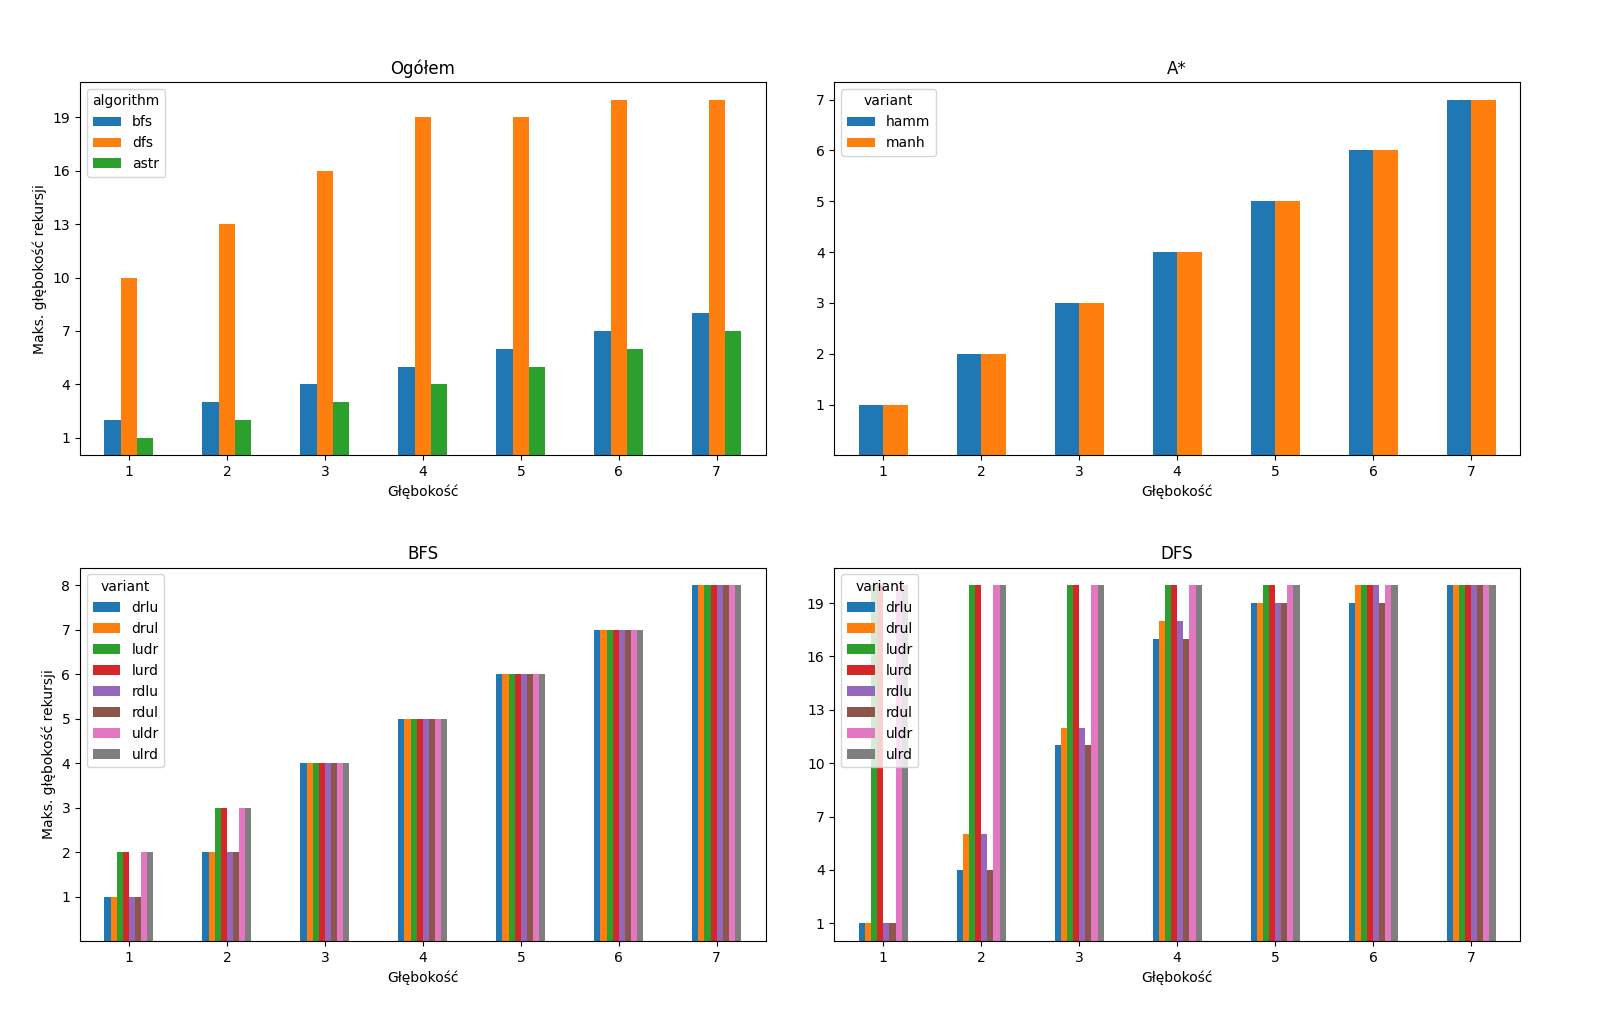 Ogółem
algorithm
bfs
dfs
astr
19
16
13
10
7
4
1
Maks. głębokość rekursji
1 2 3 4 5 6 7
Głębokość
A*
variant
hamm
manh
7
6
5
4
3
2
1
1 2 3 4 5 6 7
Głębokość
BFS
variant
drlu
drul
ludr
lurd
rdlu
rdul
uldr
ulrd
8
7
6
5
4
3
2
1
Maks. głębokość rekursji
1 2 3 4 5 6 7
Głębokość
DFS
variant
drlu
drul
ludr
lurd
rdlu
rdul
uldr
ulrd
19
16
13
10
7
4
1
1 2 3 4 5 6 7
Głębokość